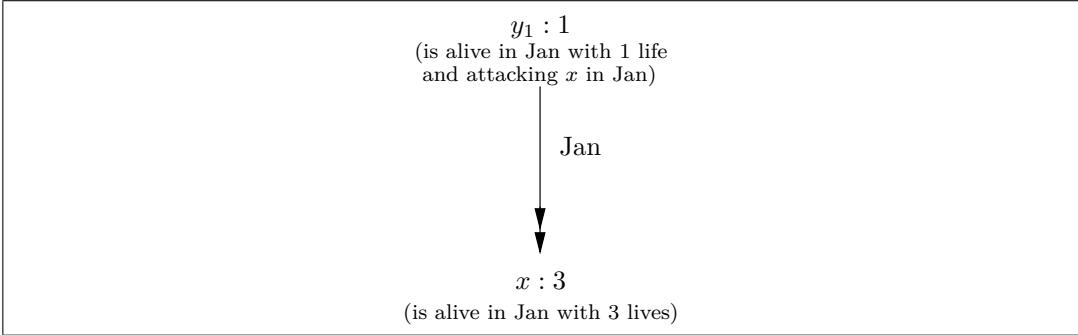 y₁ : 1
(is alive in Jan with 1 life
and attacking x in Jan)
Jan
x : 3
(is alive in Jan with 3 lives)